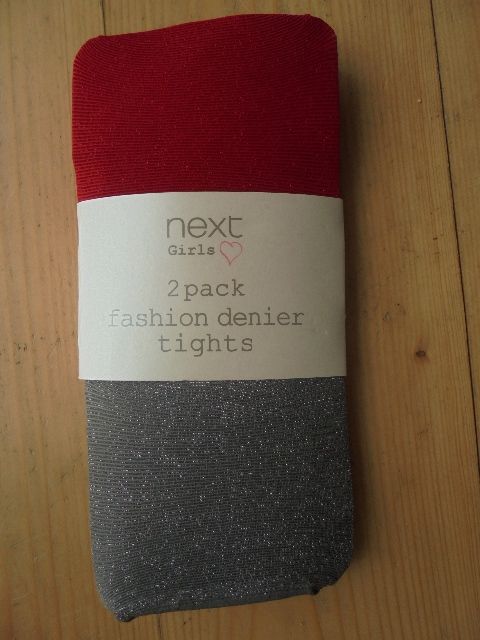 next
Girls
2 pack
fashion denier
tights